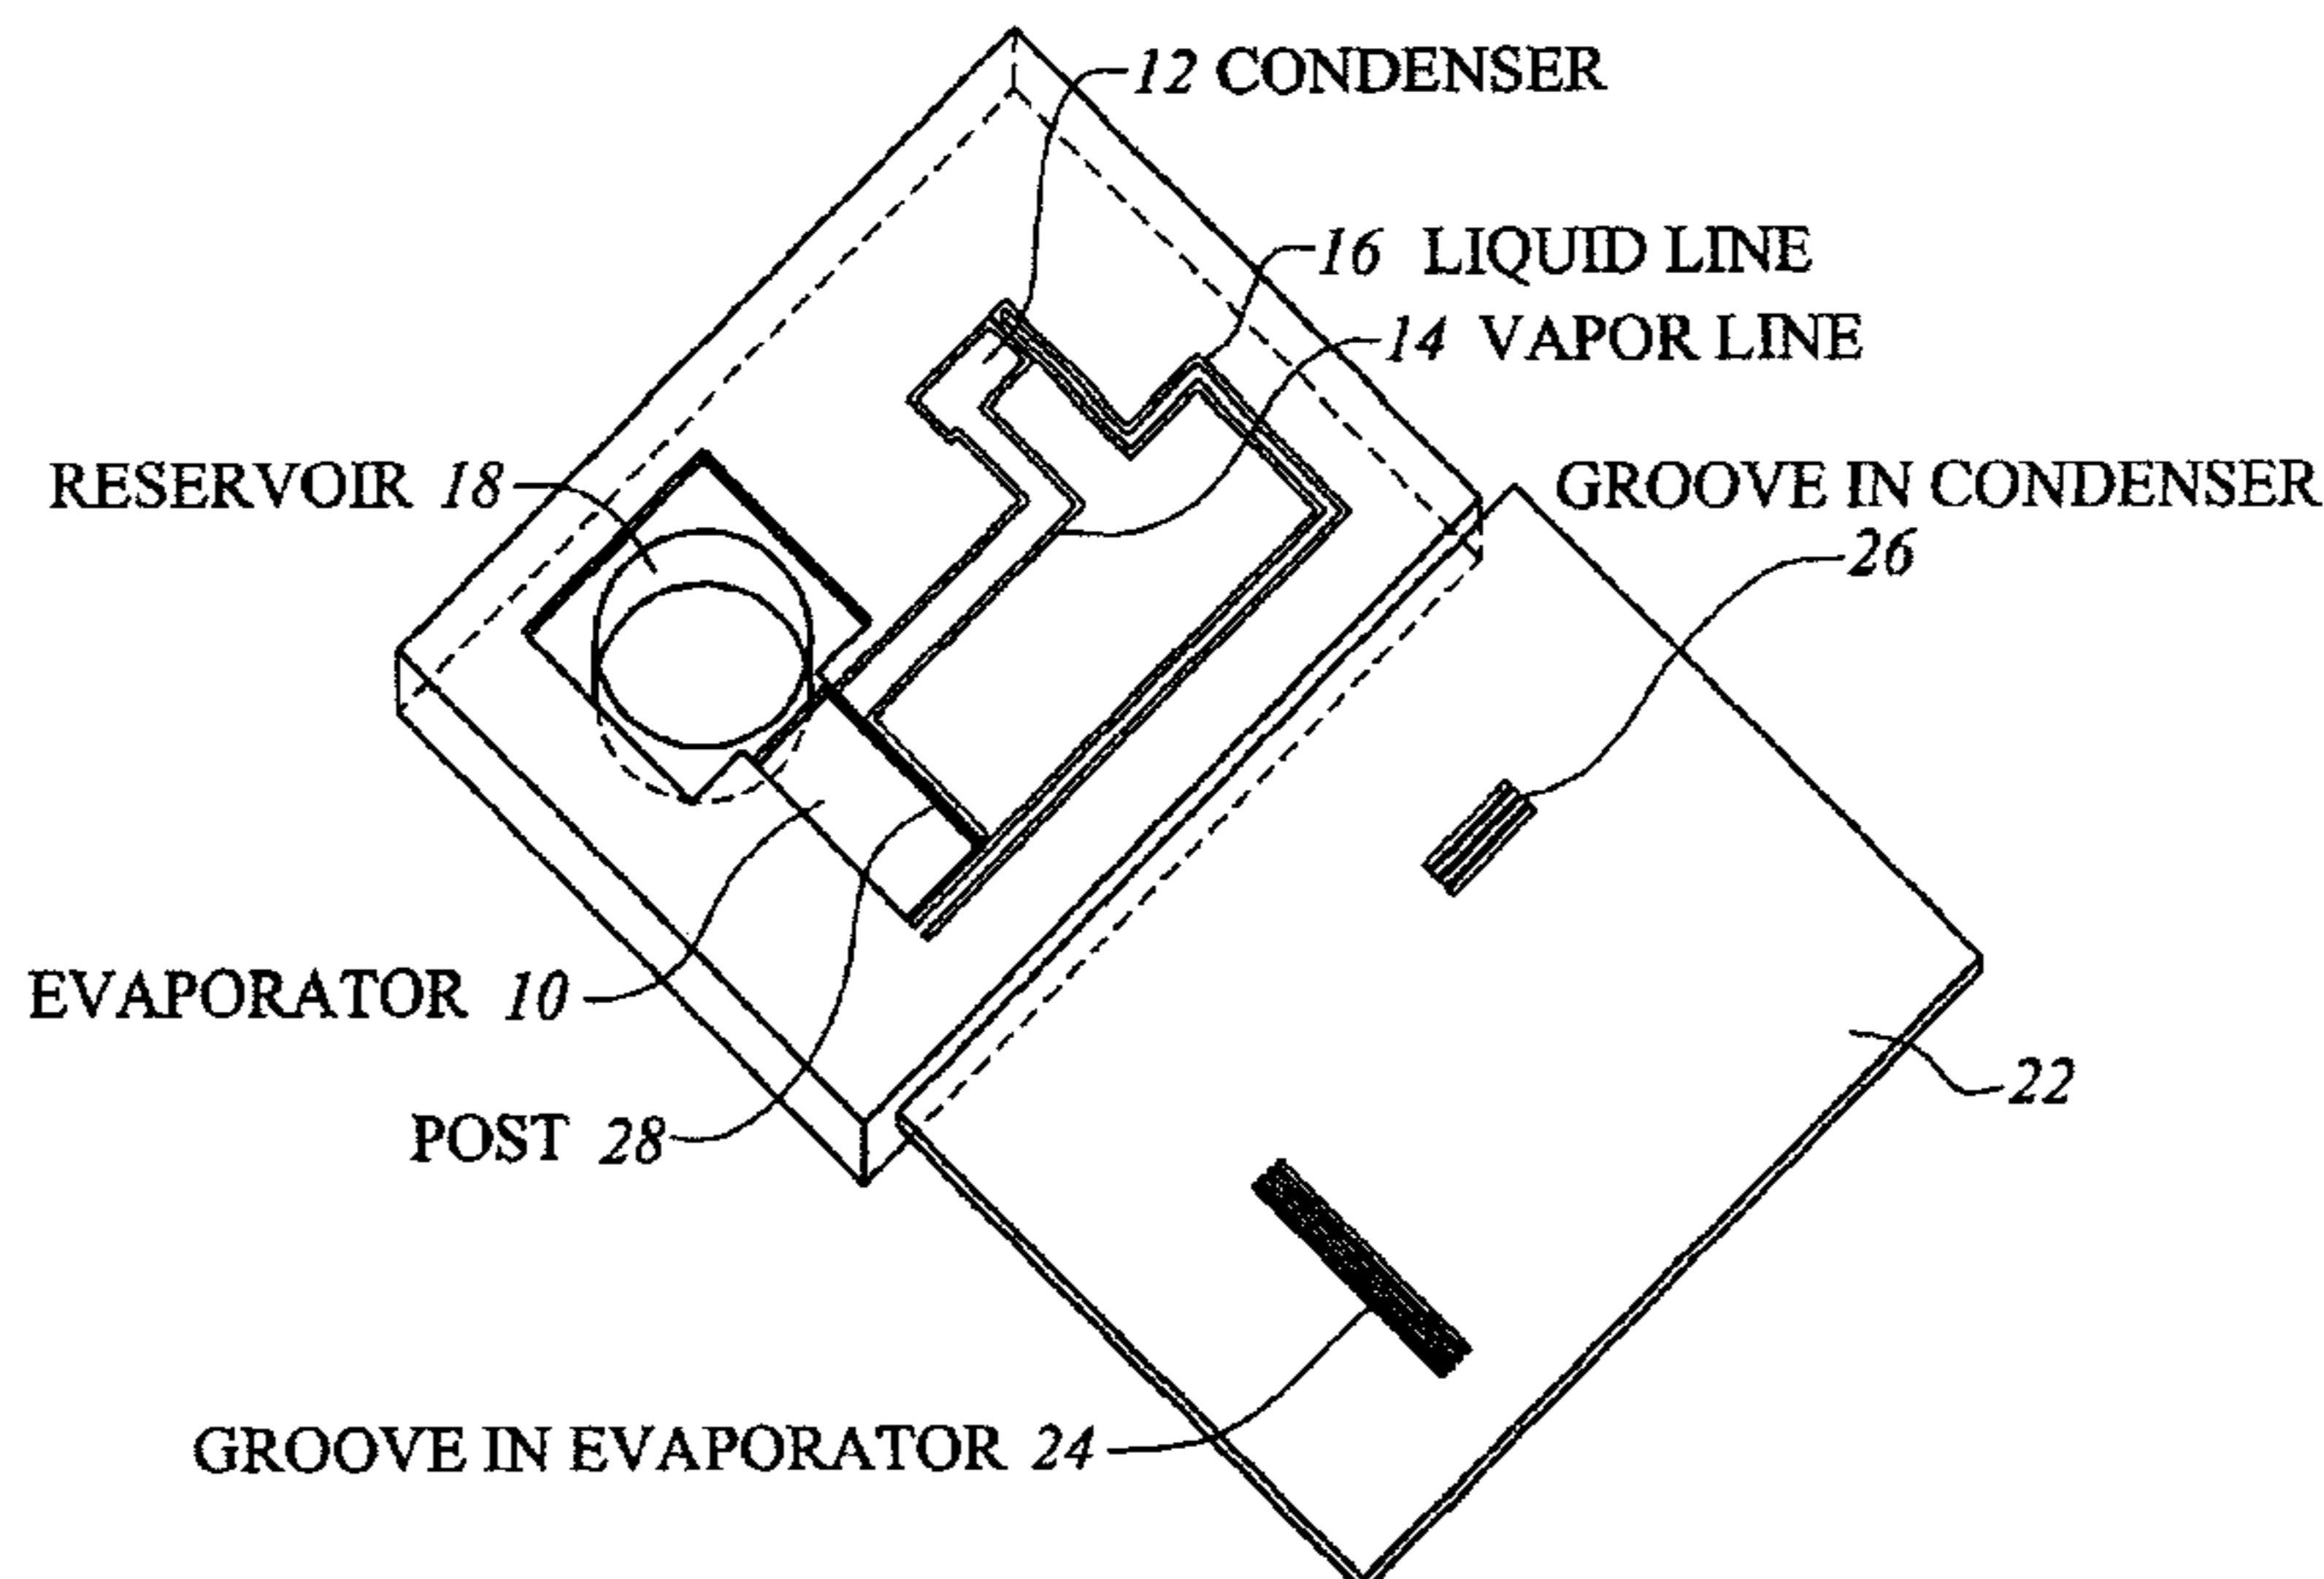 12 CONDENSER
16 LIQUID LINE
14 VAPOR LINE
RESERVOIR 18
GROOVE IN CONDENSER
26
EVAPORATOR 10
22
POST 28
GROOVE IN EVAPORATOR 24